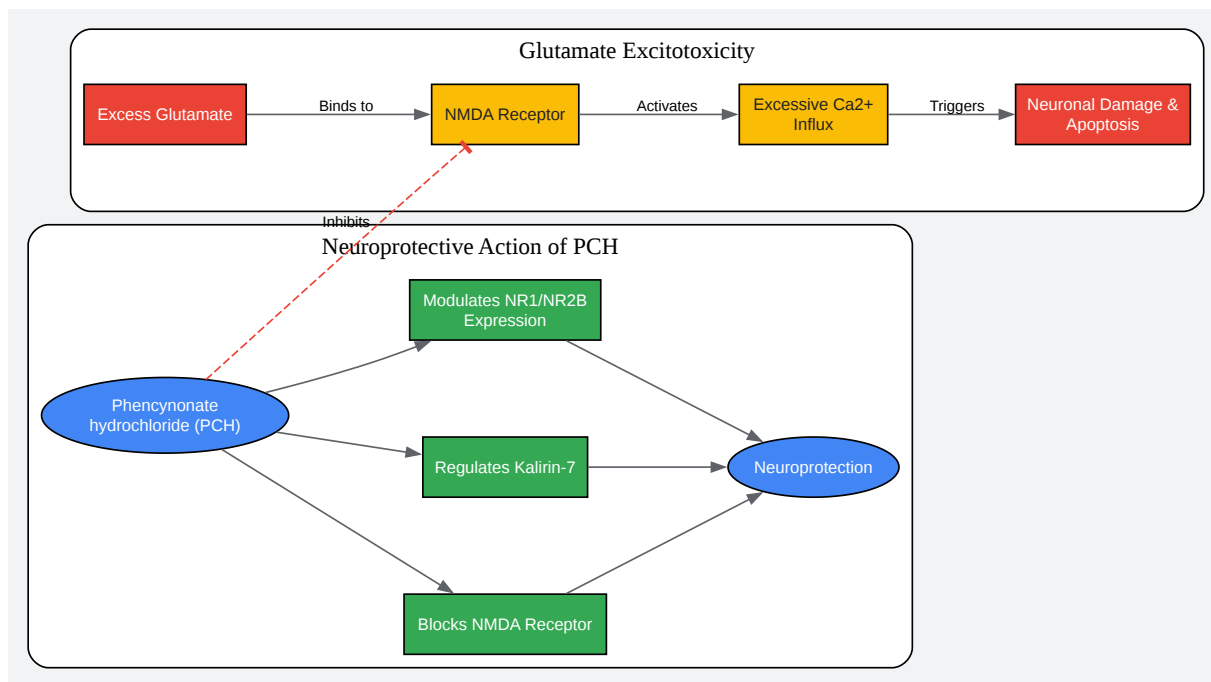 Glutamate Excitotoxicity
Excess Glutamate
Binds to
NMDA Receptor
Activates
Excessive Ca2+
Influx
Triggers
Neuronal Damage &
Apoptosis
Inhibits
Neuroprotective Action of PCH
Modulates NR1/NR2B
Expression
Phencynonate
hydrochloride (PCH)
Regulates Kalirin-7
Neuroprotection
Blocks NMDA Receptor